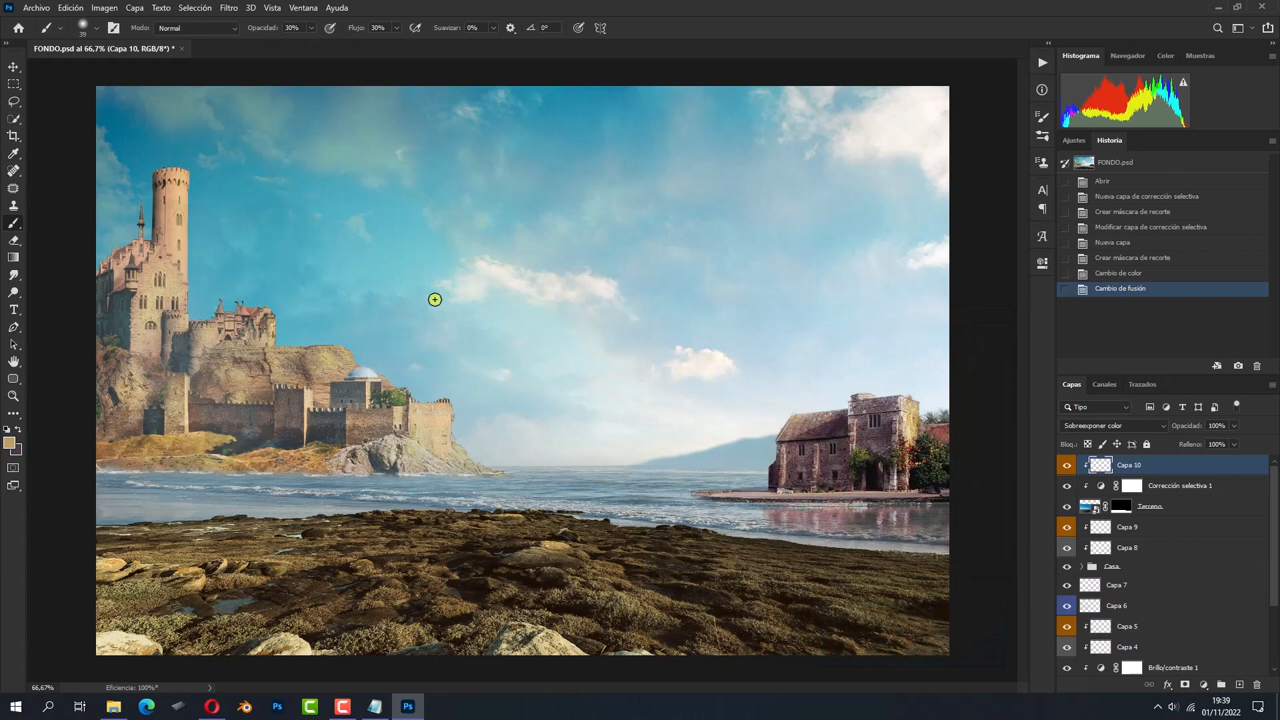 Ps Archivo Edición Imagen Capa Texto Selección Filtro 3D Vista Ventana Ayuda
39 Modo: Normal Opacidad: 30% Flujo: 30% Suavizar: 0% 0°
FONDO.psd al 66,7% (Capa 10, RGB/8*) *
Histograma Navegador Color Muestras
Ajustes Historia
FONDO.psd
Abrir
Nueva capa de corrección selectiva
Crear máscara de recorte
Modificar capa de corrección selectiva
Nueva capa
Crear máscara de recorte
Cambio de color
Cambio de fusión
Capas Canales Trazados
Tipo
Sobreexponer color Opacidad: 100%
Bloq.: Relleno: 100%
Capa 10
Corrección selectiva 1
Terreno
Capa 9
Capa 8
Casa
Capa 7
Capa 6
Capa 5
Capa 4
Brillo/contraste 1
66,67% Eficiencia: 100%*
19:39
01/11/2022